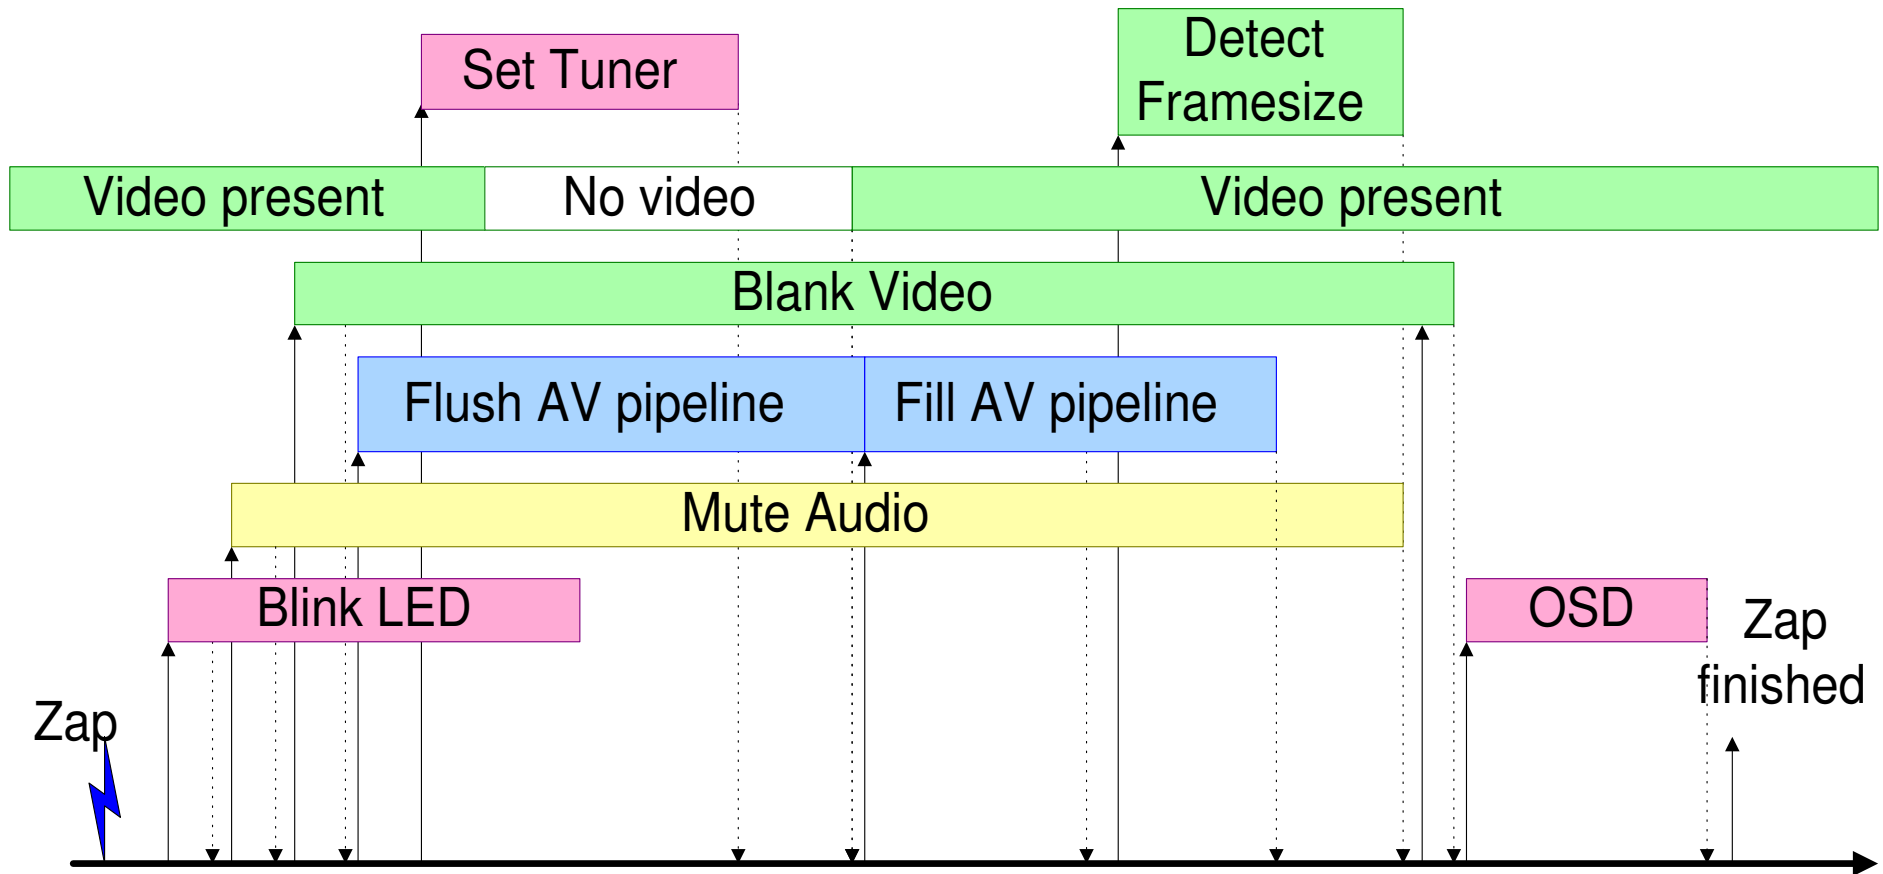 Set Tuner
Detect
Framesize
Video present
No video
Video present
Blank Video
Flush AV pipeline
Fill AV pipeline
Mute Audio
Blink LED
OSD
Zap
finished
Zap